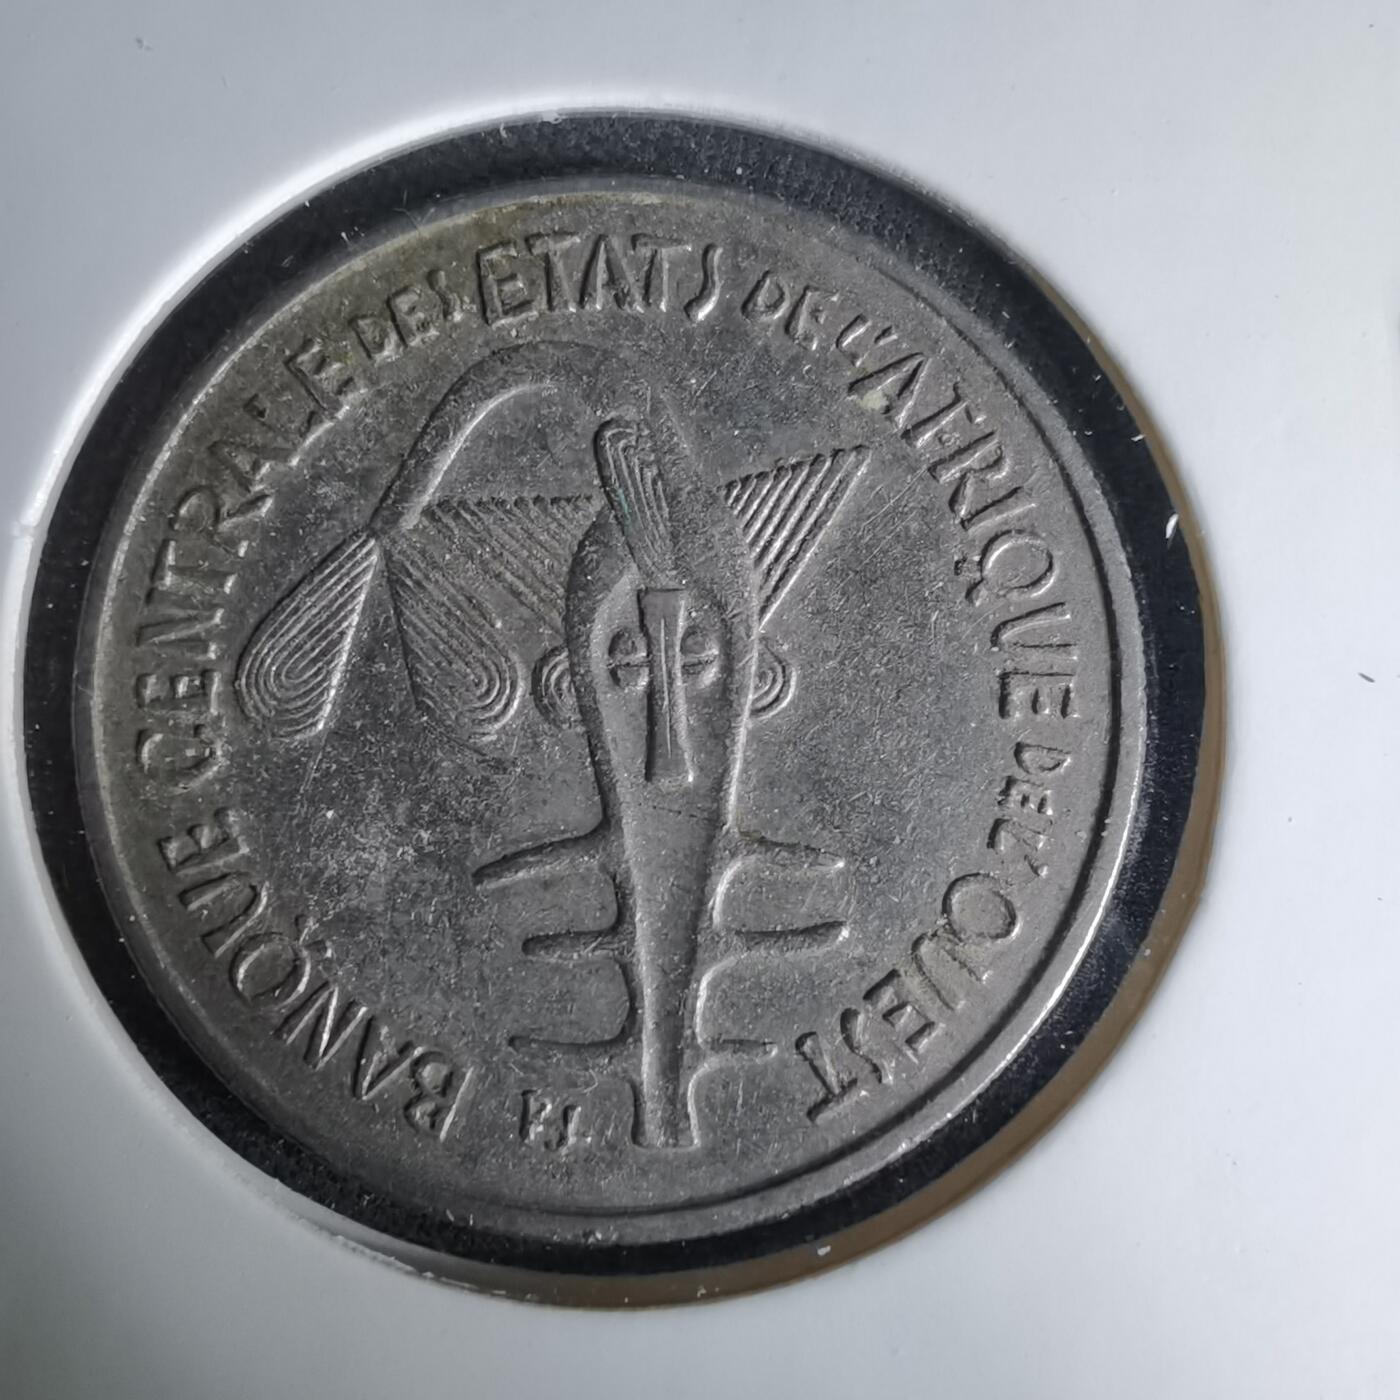 BANQUE CENTRALE DES ETATS DE L'AFRIQUE DE L'OUEST